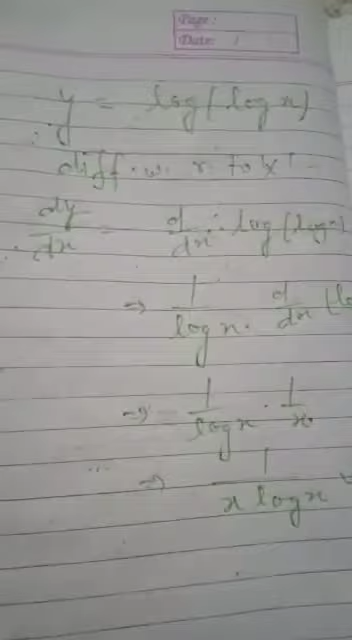 Page:
Date: /
y = log(log x)
diff. w. r. to 'x'
dy/dx = d/dx . log(log x)
⇒ 1/log x . d/dx (lo
⇒ = 1/log x . 1/x
⇒ 1/x log x